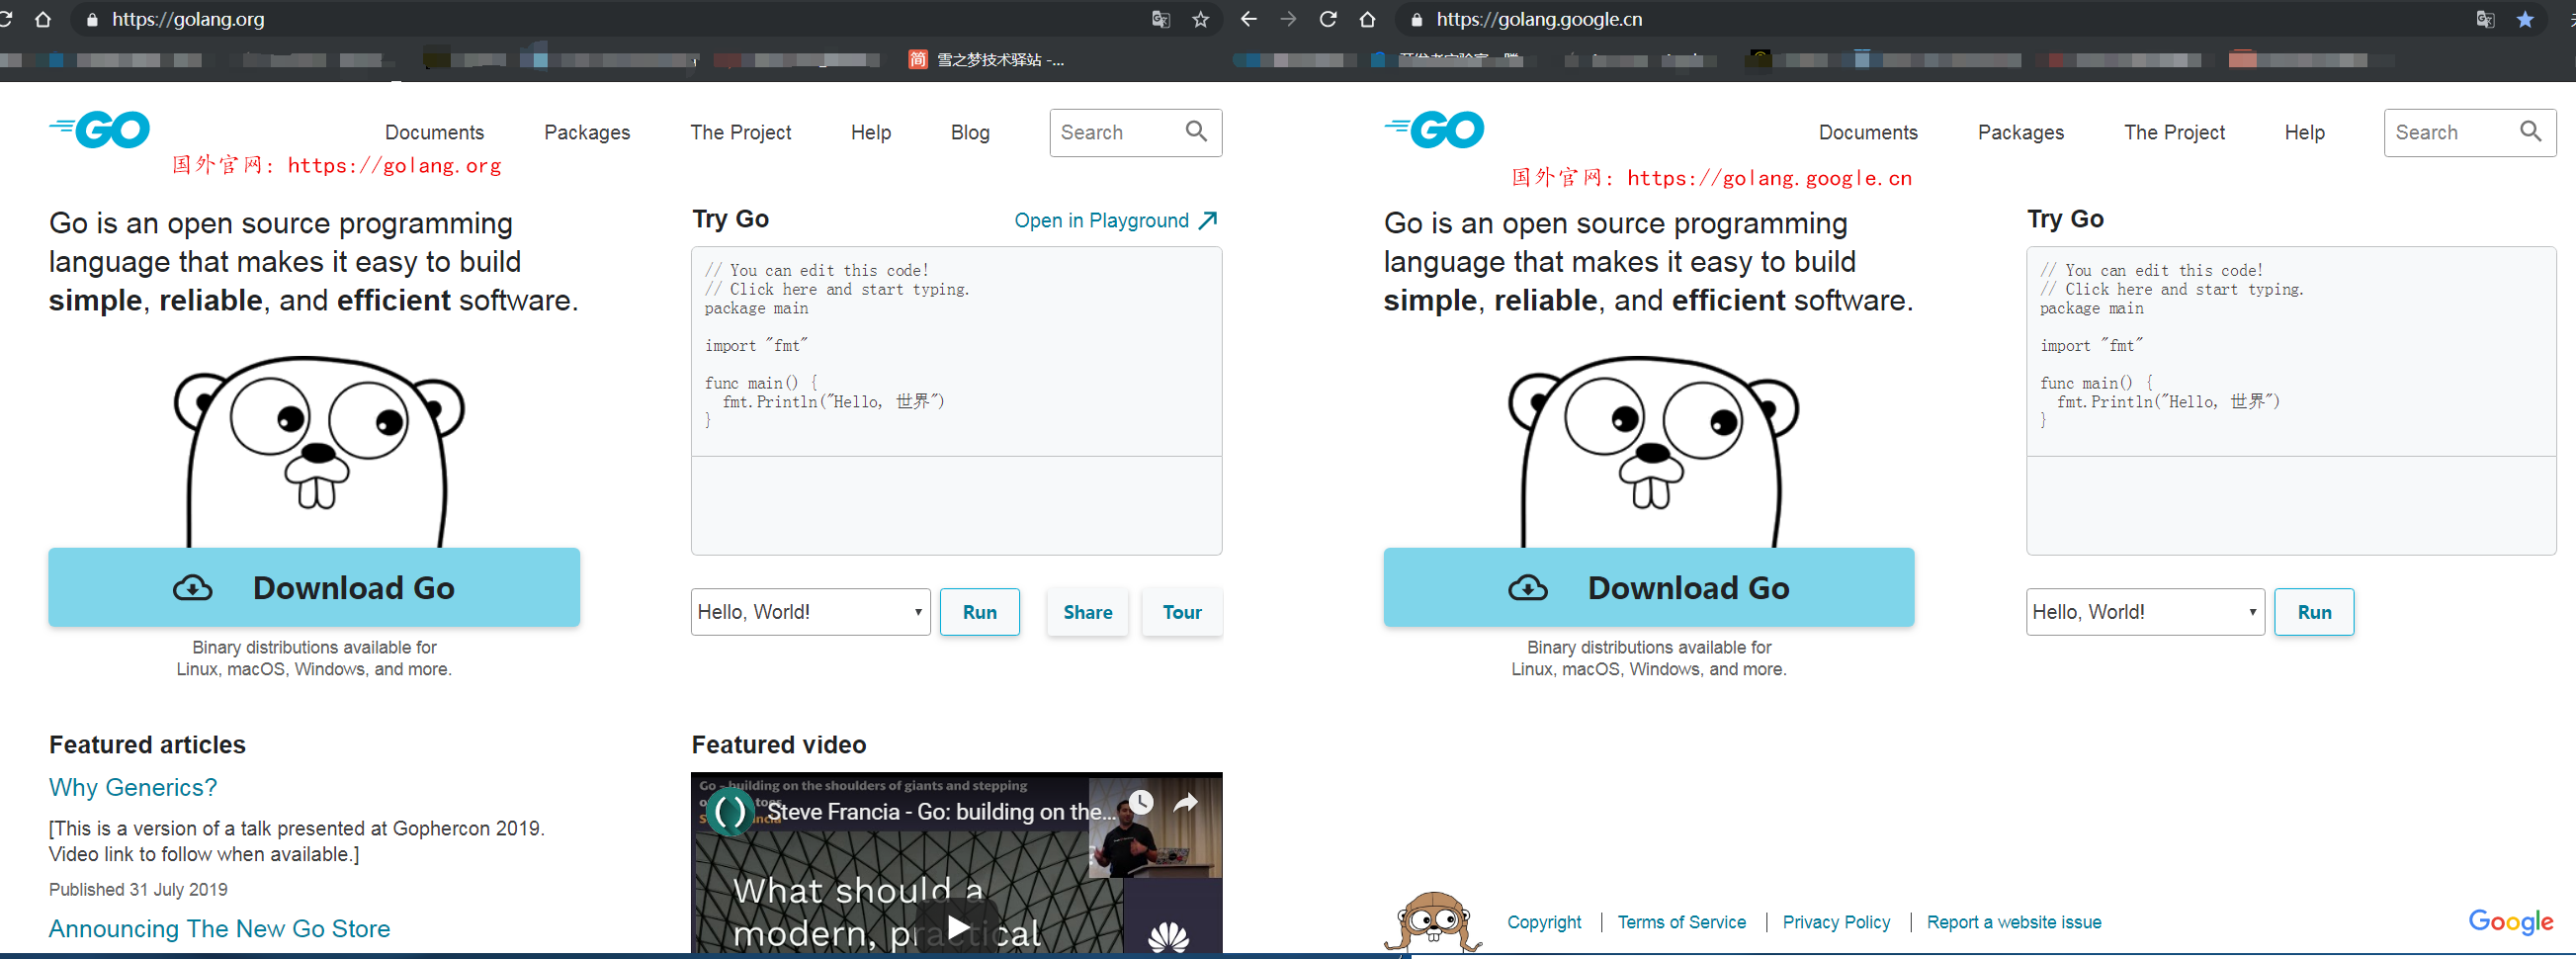 https://golang.org
https://golang.google.cn
简 雪之梦技术驿站 -...
GO
Documents
Packages
The Project
Help
Blog
Search
国外官网: https://golang.org
Go is an open source programming
language that makes it easy to build
simple, reliable, and efficient software.
Download Go
Binary distributions available for
Linux, macOS, Windows, and more.
Try Go
Open in Playground
// You can edit this code!
// Click here and start typing.
package main
import "fmt"
func main() {
fmt.Println("Hello, 世界")
}
Hello, World!
Run
Share
Tour
Featured articles
Why Generics?
[This is a version of a talk presented at Gophercon 2019.
Video link to follow when available.]
Published 31 July 2019
Announcing The New Go Store
Featured video
Go - building on the shoulders of giants and stepping
Steve Francia - Go: building on the...
What should a
modern, practical
GO
Documents
Packages
The Project
Help
Search
国外官网: https://golang.google.cn
Go is an open source programming
language that makes it easy to build
simple, reliable, and efficient software.
Download Go
Binary distributions available for
Linux, macOS, Windows, and more.
Try Go
// You can edit this code!
// Click here and start typing.
package main
import "fmt"
func main() {
fmt.Println("Hello, 世界")
}
Hello, World!
Run
Copyright
Terms of Service
Privacy Policy
Report a website issue
Google